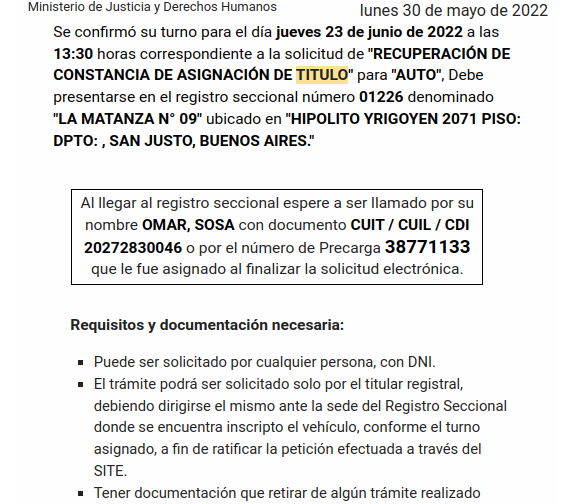 Ministerio de Justicia y Derechos Humanos
lunes 30 de mayo de 2022
Se confirmó su turno para el día jueves 23 de junio de 2022 a las
13:30 horas correspondiente a la solicitud de "RECUPERACIÓN DE
CONSTANCIA DE ASIGNACIÓN DE TITULO" para "AUTO", Debe
presentarse en el registro seccional número 01226 denominado
"LA MATANZA N° 09" ubicado en "HIPOLITO YRIGOYEN 2071 PISO:
DPTO: , SAN JUSTO, BUENOS AIRES."
Al llegar al registro seccional espere a ser llamado por su
nombre OMAR, SOSA con documento CUIT / CUIL / CDI
20272830046 o por el número de Precarga 38771133
que le fue asignado al finalizar la solicitud electrónica.
Requisitos y documentación necesaria:
▪ Puede ser solicitado por cualquier persona, con DNI.
▪ El trámite podrá ser solicitado solo por el titular registral,
debiendo dirigirse el mismo ante la sede del Registro Seccional
donde se encuentra inscripto el vehículo, conforme el turno
asignado, a fin de ratificar la petición efectuada a través del
SITE.
▪ Tener documentación que retirar de algún trámite realizado